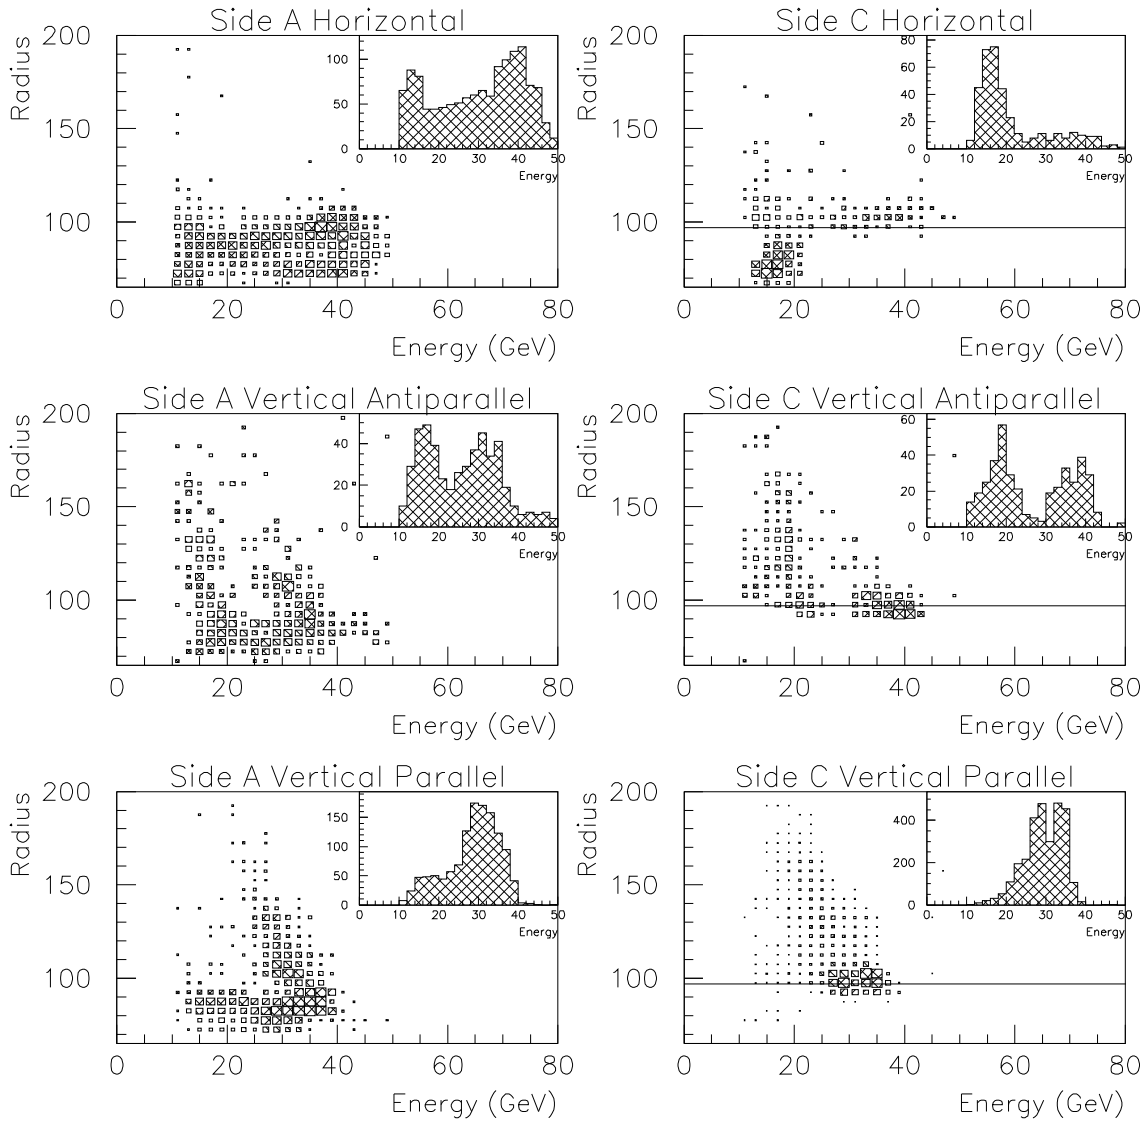 Side A Horizontal
Radius
200
150
100
0 20 40 60 80
Energy (GeV)
100
50
0
0 10 20 30 40 50
Energy
Side C Horizontal
Radius
200
150
100
0 20 40 60 80
Energy (GeV)
80
60
40
20
0
0 10 20 30 40 50
Energy
Side A Vertical Antiparallel
Radius
200
150
100
0 20 40 60 80
Energy (GeV)
40
20
0
0 10 20 30 40 50
Energy
Side C Vertical Antiparallel
Radius
200
150
100
0 20 40 60 80
Energy (GeV)
60
40
20
0
0 10 20 30 40 50
Energy
Side A Vertical Parallel
Radius
200
150
100
0 20 40 60 80
Energy (GeV)
150
100
50
0
0 10 20 30 40 50
Energy
Side C Vertical Parallel
Radius
200
150
100
0 20 40 60 80
Energy (GeV)
400
200
0
0. 10 20 30 40 50
Energy